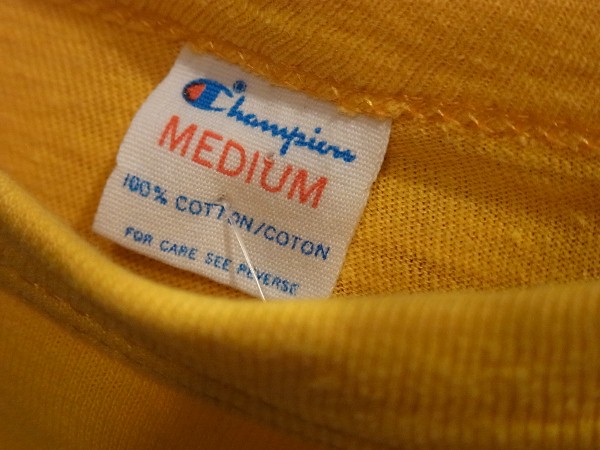 Champion
MEDIUM
100% COTTON/COTON
FOR CARE SEE REVERSE